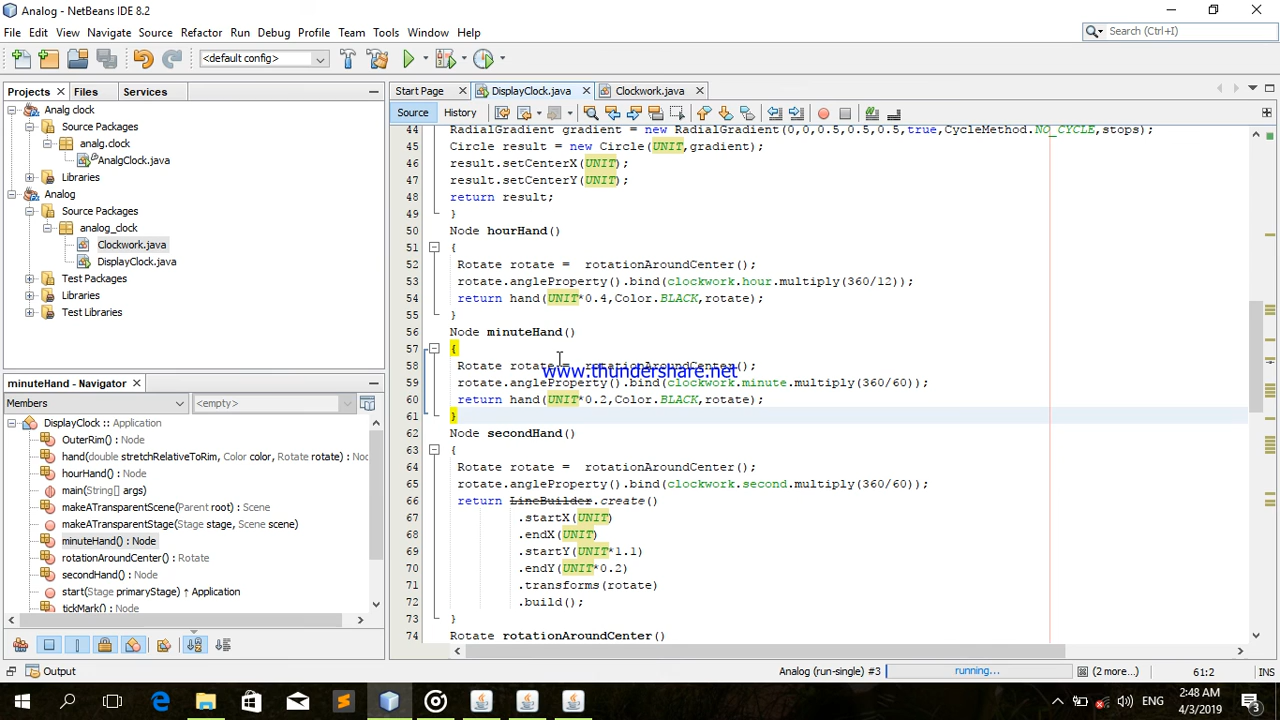 Analog - NetBeans IDE 8.2
File Edit View Navigate Source Refactor Run Debug Profile Team Tools Window Help
Search (Ctrl+I)
<default config>
Projects Files Services
Analg clock
Source Packages
analg.clock
AnalgClock.java
Libraries
Analog
Source Packages
analog_clock
Clockwork.java
DisplayClock.java
Test Packages
Libraries
Test Libraries
minuteHand - Navigator
Members <empty>
DisplayClock :: Application
OuterRim() : Node
hand(double stretchRelativeToRim, Color color, Rotate rotate) : Node
hourHand() : Node
main(String[] args)
makeATransparentScene(Parent root) : Scene
makeATransparentStage(Stage stage, Scene scene)
minuteHand() : Node
rotationAroundCenter() : Rotate
secondHand() : Node
start(Stage primaryStage) ↑ Application
tickMark() : Node
Start Page DisplayClock.java Clockwork.java
Source History
44 RadialGradient gradient = new RadialGradient(0,0,0.5,0.5,0.5,true,CycleMethod.NO_CYCLE,stops);
45 Circle result = new Circle(UNIT,gradient);
46 result.setCenterX(UNIT);
47 result.setCenterY(UNIT);
48 return result;
49 }
50 Node hourHand()
51 {
52 Rotate rotate =  rotationAroundCenter();
53 rotate.angleProperty().bind(clockwork.hour.multiply(360/12));
54 return hand(UNIT*0.4,Color.BLACK,rotate);
55 }
56 Node minuteHand()
57 {
58 Rotate rotate =  rotationAroundCenter();
www.thundershare.net
59 rotate.angleProperty().bind(clockwork.minute.multiply(360/60));
60 return hand(UNIT*0.2,Color.BLACK,rotate);
61 }
62 Node secondHand()
63 {
64 Rotate rotate =  rotationAroundCenter();
65 rotate.angleProperty().bind(clockwork.second.multiply(360/60));
66 return LineBuilder.create()
67 .startX(UNIT)
68 .endX(UNIT)
69 .startY(UNIT*1.1)
70 .endY(UNIT*0.2)
71 .transforms(rotate)
72 .build();
73 }
74 Rotate rotationAroundCenter()
Output
Analog (run-single) #3 running... (2 more...) 61:2 INS
ENG 2:48 AM
4/3/2019 3